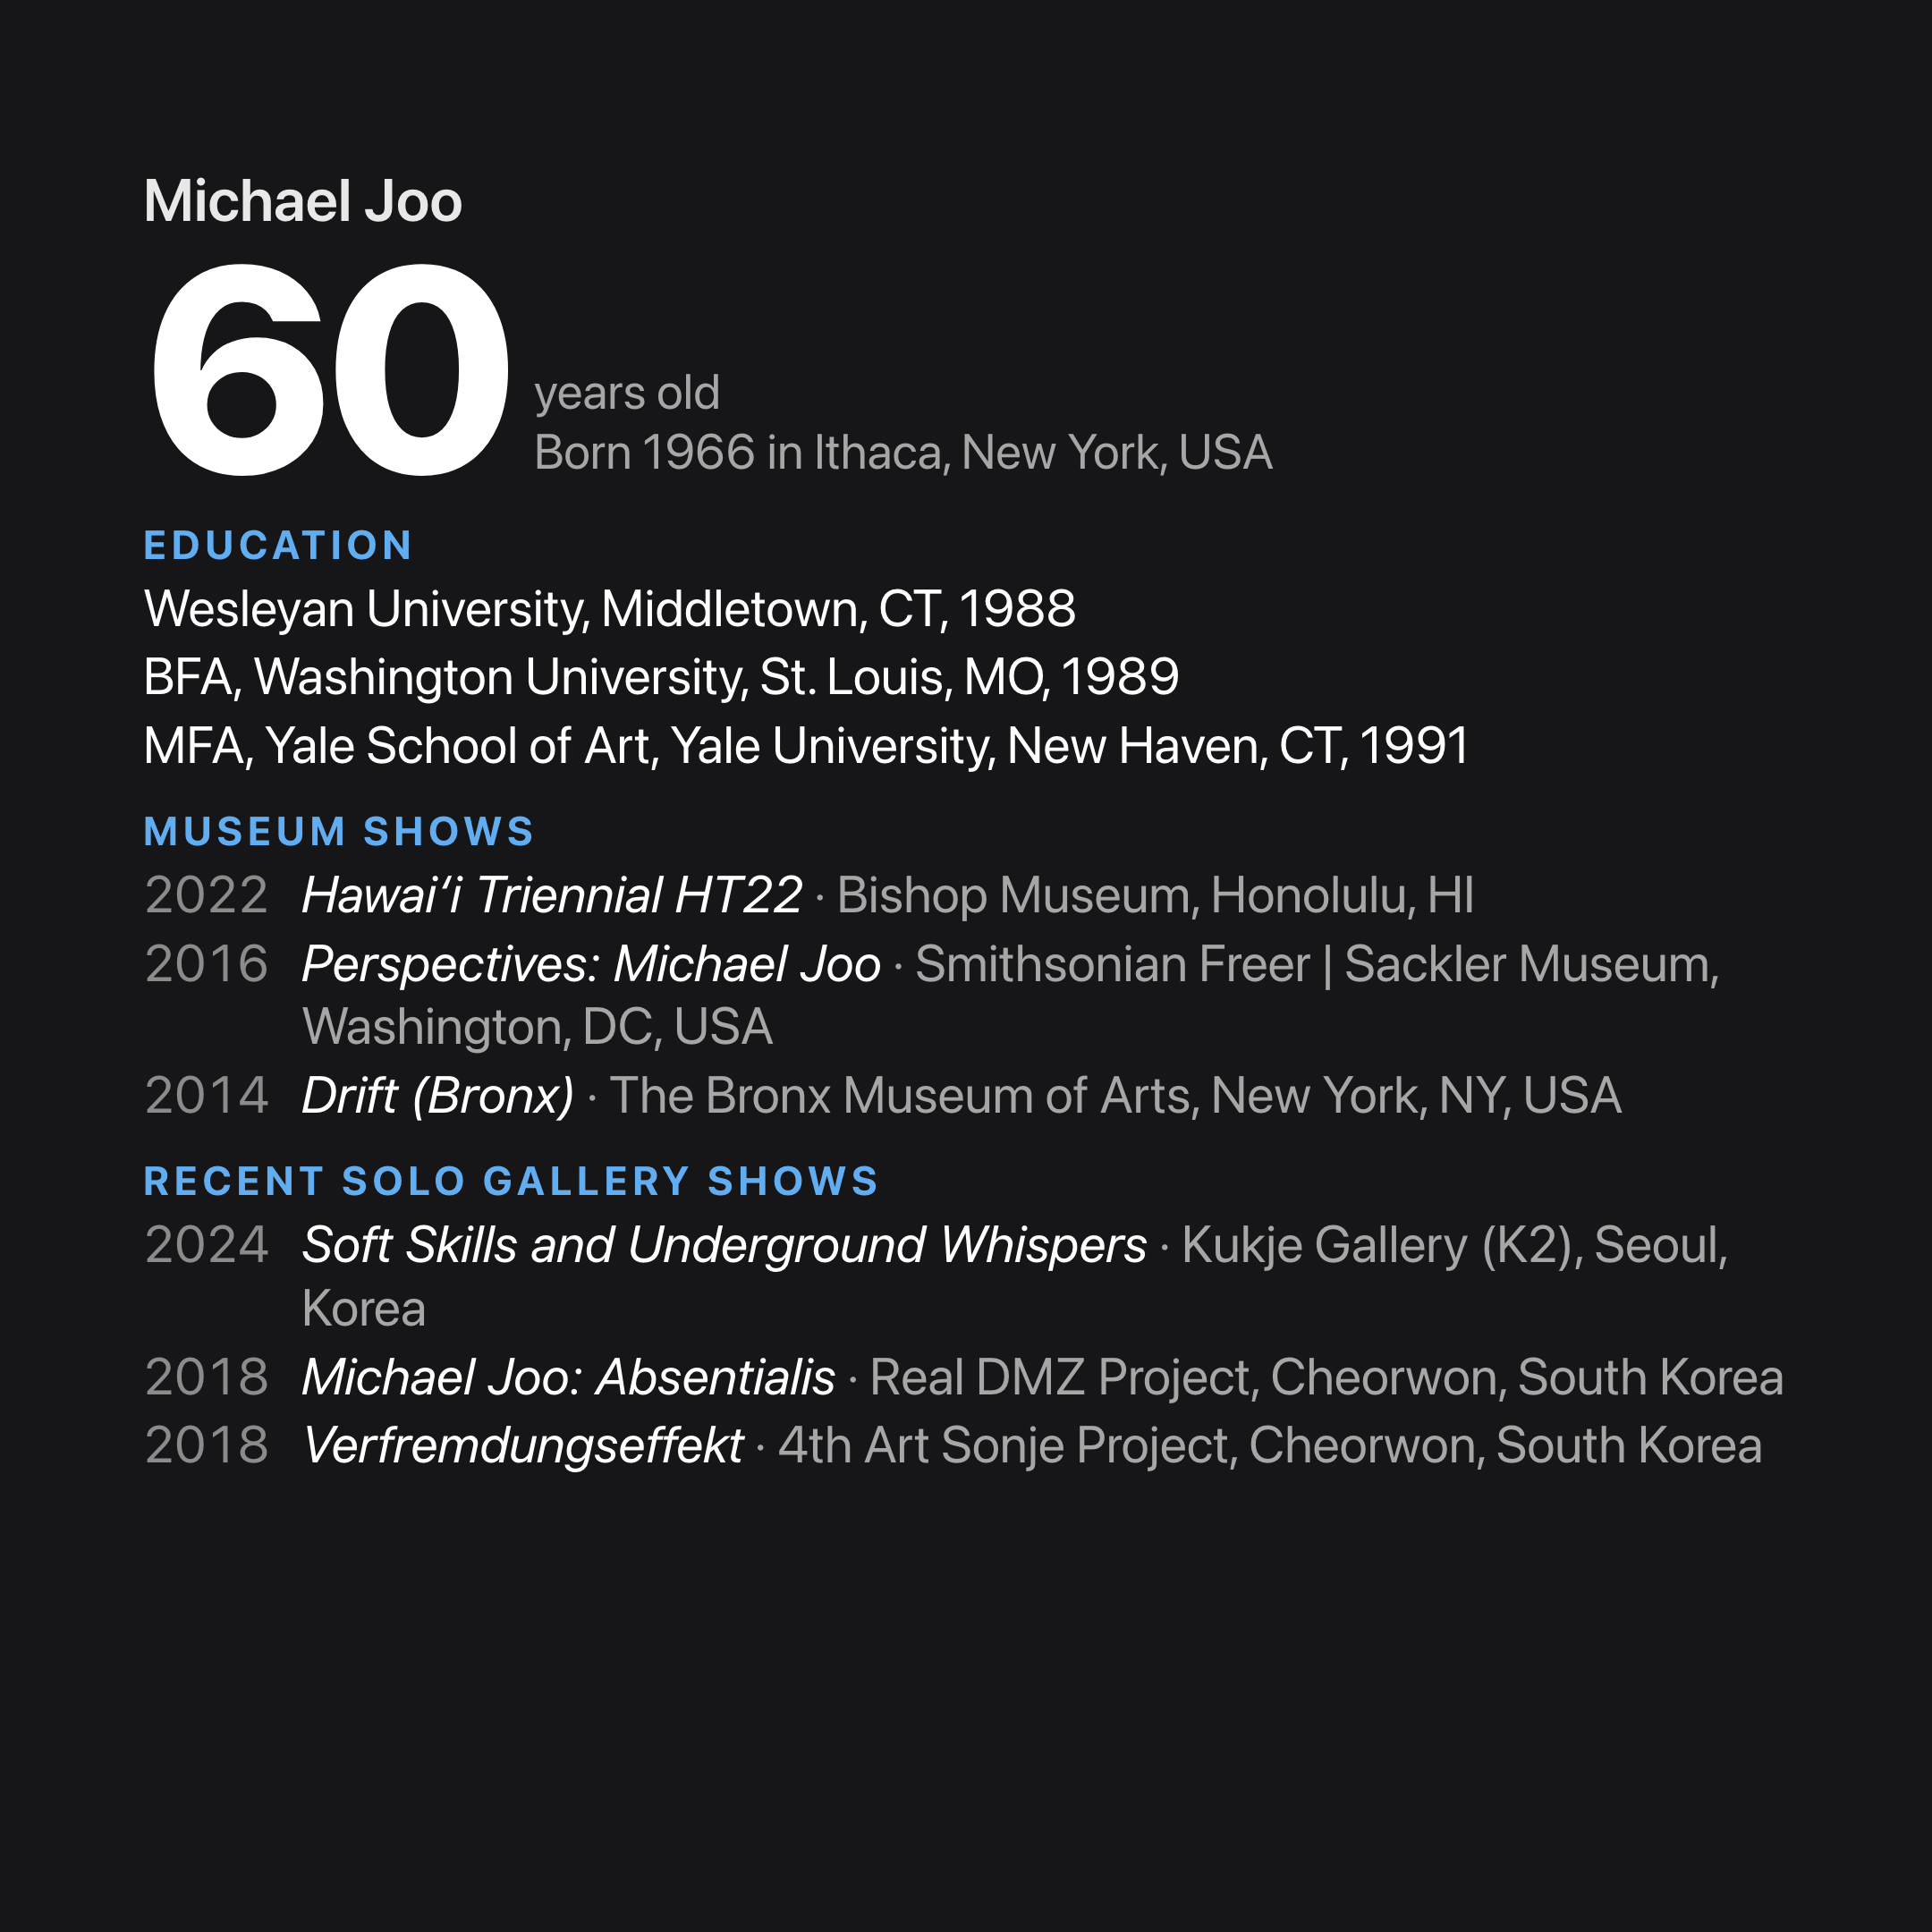 Michael Joo
60 years old
Born 1966 in Ithaca, New York, USA
EDUCATION
Wesleyan University, Middletown, CT, 1988
BFA, Washington University, St. Louis, MO, 1989
MFA, Yale School of Art, Yale University, New Haven, CT, 1991
MUSEUM SHOWS
2022 Hawaiʻi Triennial HT22 · Bishop Museum, Honolulu, HI
2016 Perspectives: Michael Joo · Smithsonian Freer | Sackler Museum,
Washington, DC, USA
2014 Drift (Bronx) · The Bronx Museum of Arts, New York, NY, USA
RECENT SOLO GALLERY SHOWS
2024 Soft Skills and Underground Whispers · Kukje Gallery (K2), Seoul,
Korea
2018 Michael Joo: Absentialis · Real DMZ Project, Cheorwon, South Korea
2018 Verfremdungseffekt · 4th Art Sonje Project, Cheorwon, South Korea